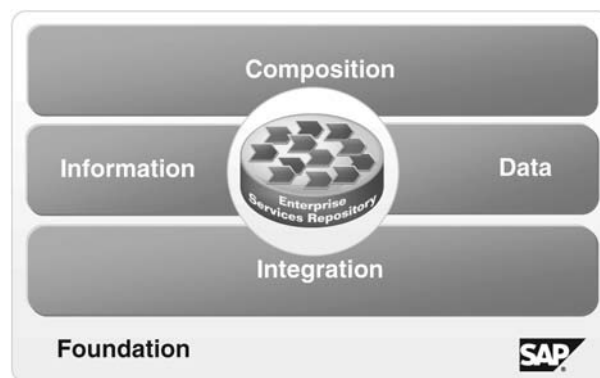 Composition
Information
Data
Enterprise
Services Repository
Integration
Foundation
SAP